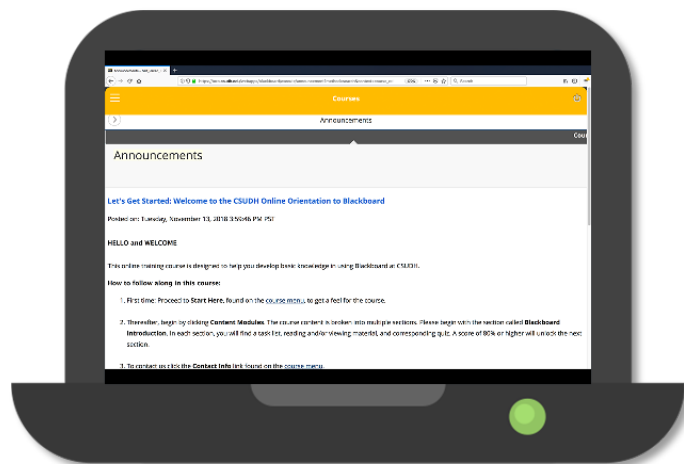 Search
Courses
Announcements
Cour
Announcements
Let's Get Started: Welcome to the CSUDH Online Orientation to Blackboard
Posted on: Tuesday, November 13, 2018 3:59:46 PM PST
HELLO and WELCOME
This online training course is designed to help you develop basic knowledge in using Blackboard at CSUDH.
How to follow along in this course:
1. First time: Proceed to Start Here, found on the course menu, to get a feel for the course.
2. Thereafter, begin by clicking Content Modules. The course content is broken into multiple sections. Please begin with the section called Blackboard
Introduction. In each section, you will find a task list, reading and/or viewing material, and corresponding quiz. A score of 80% or higher will unlock the next
section.
3. To contact us click the Contact Info link found on the course menu.